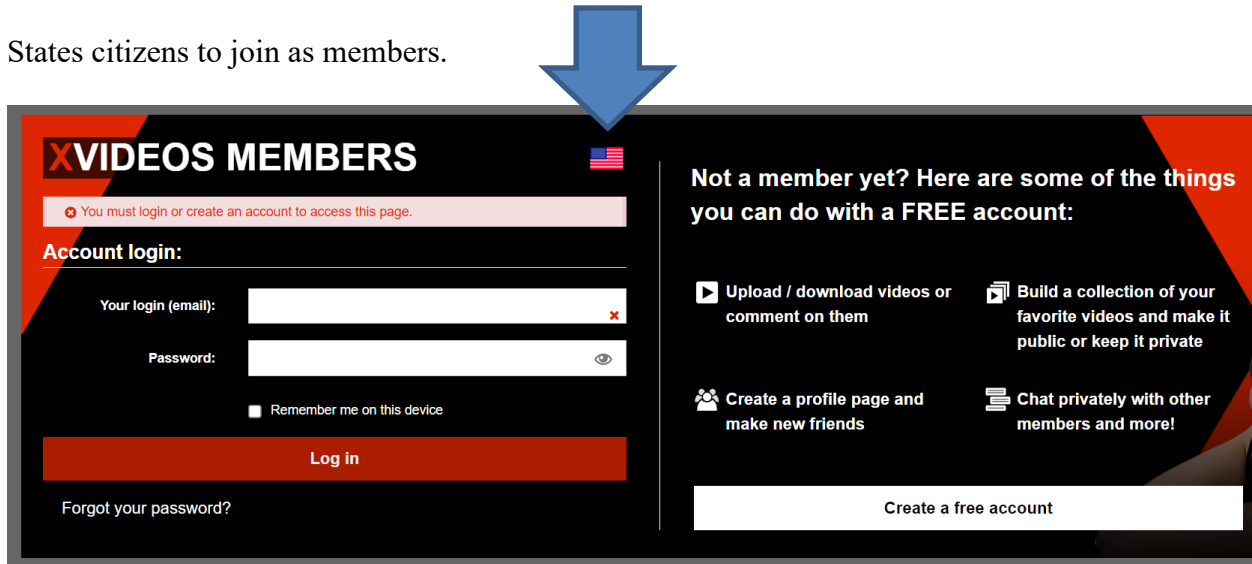 States citizens to join as members.
XVIDEOS MEMBERS
You must login or create an account to access this page.
Account login:
Your login (email):
Password:
Remember me on this device
Log in
Forgot your password?
Not a member yet? Here are some of the things
you can do with a FREE account:
Upload / download videos or
comment on them
Build a collection of your
favorite videos and make it
public or keep it private
Create a profile page and
make new friends
Chat privately with other
members and more!
Create a free account